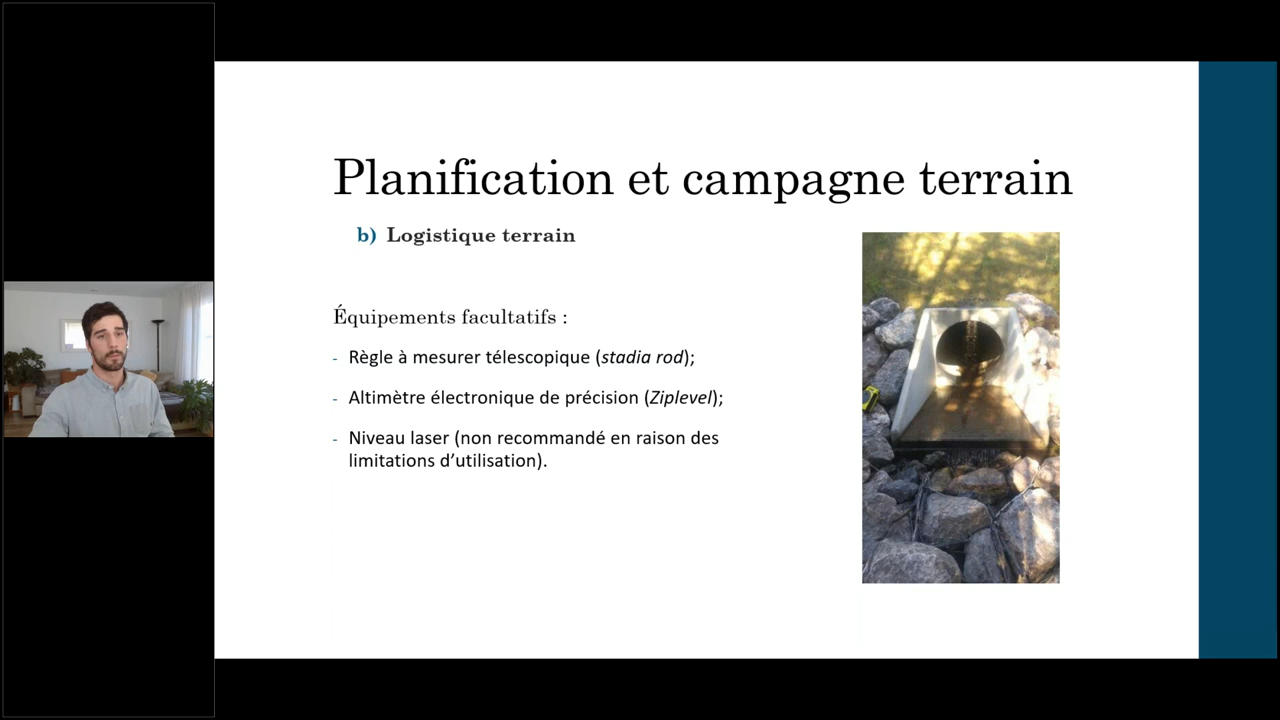 Planification et campagne terrain
b) Logistique terrain
Équipements facultatifs :
- Règle à mesurer télescopique (stadia rod);
- Altimètre électronique de précision (Ziplevel);
- Niveau laser (non recommandé en raison des
limitations d’utilisation).